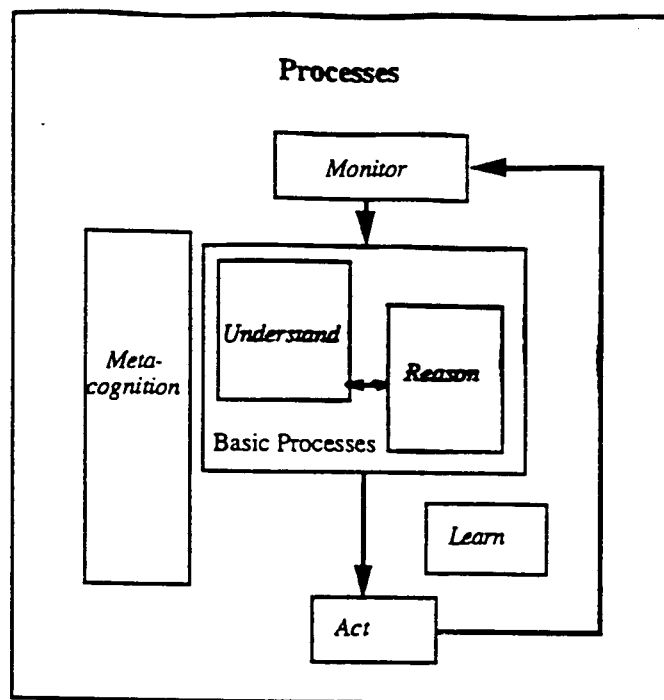 Processes
Monitor
Understand
Meta-
cognition
Reason
Basic Processes
Learn
Act